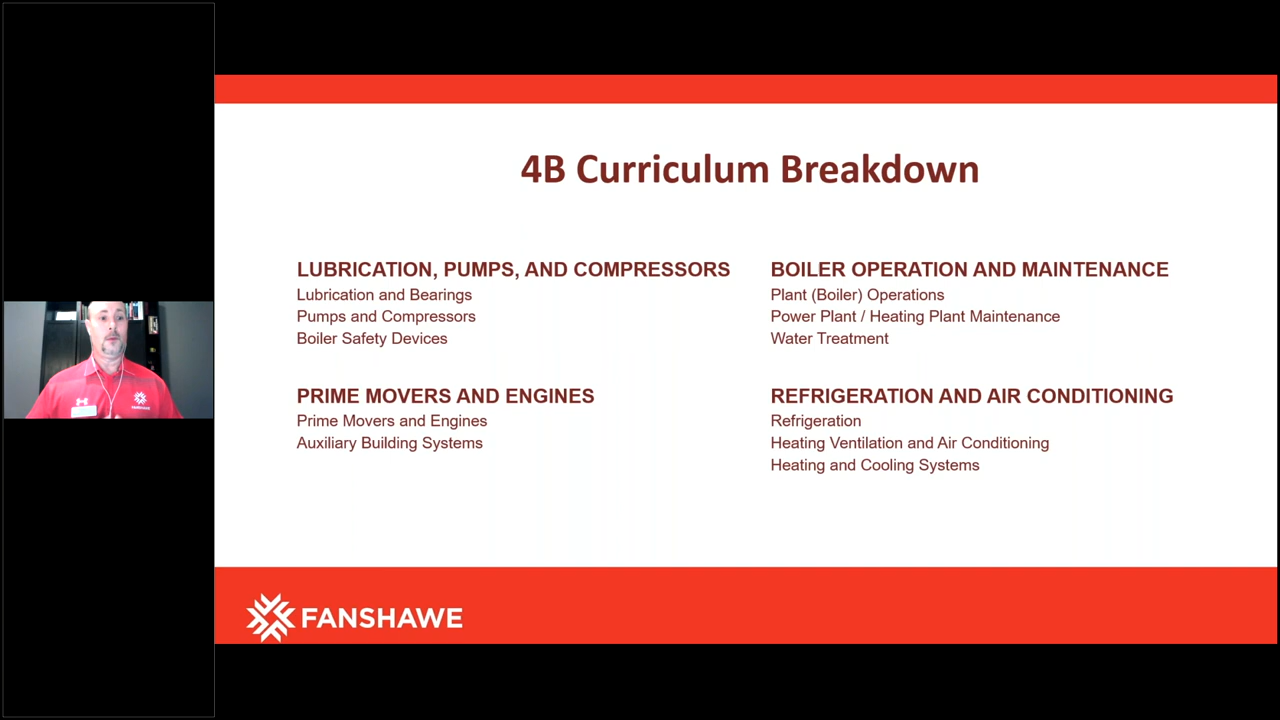 4B Curriculum Breakdown
LUBRICATION, PUMPS, AND COMPRESSORS
Lubrication and Bearings
Pumps and Compressors
Boiler Safety Devices
PRIME MOVERS AND ENGINES
Prime Movers and Engines
Auxiliary Building Systems
BOILER OPERATION AND MAINTENANCE
Plant (Boiler) Operations
Power Plant / Heating Plant Maintenance
Water Treatment
REFRIGERATION AND AIR CONDITIONING
Refrigeration
Heating Ventilation and Air Conditioning
Heating and Cooling Systems
FANSHAWE
FANSHAWE